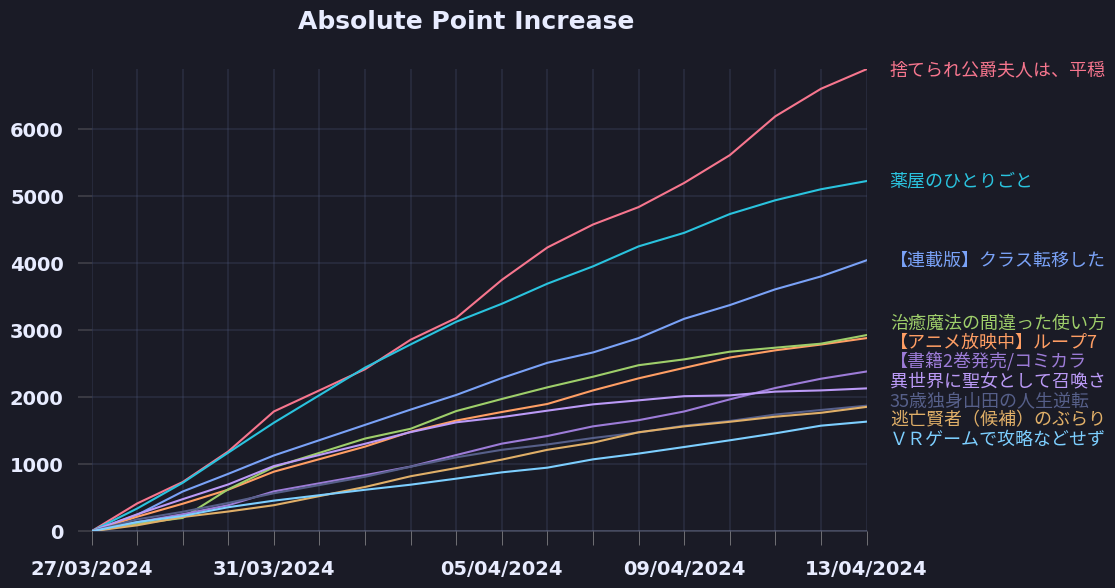 Absolute Point Increase
捨てられ公爵夫人は、平穏
6000
薬屋のひとりごと
5000
【連載版】クラス転移した
4000
治癒魔法の間違った使い方
3000
【アニメ放映中】ループ7
【書籍2巻発売/コミカラ
異世界に聖女として召喚さ
2000
35歳独身山田の人生逆転
逃亡賢者（候補）のぶらり
ＶＲゲームで攻略などせず
1000
0
27/03/2024 31/03/2024 05/04/2024 09/04/2024 13/04/2024